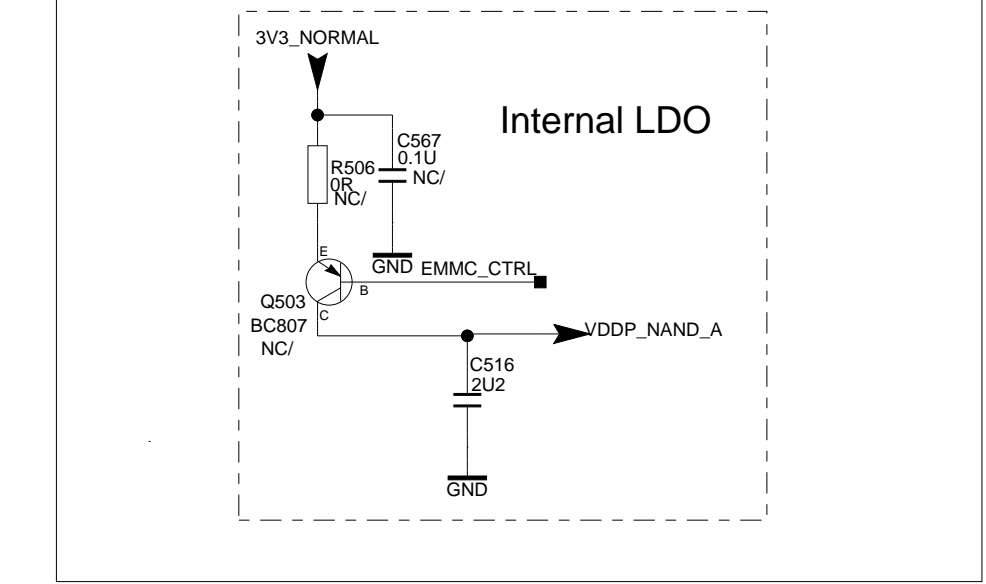 3V3_NORMAL
Internal LDO
C567
0.1U
NC/
R506
0R
NC/
E
GND
EMMC_CTRL
B
Q503
BC807
NC/
C
VDDP_NAND_A
C516
2U2
GND